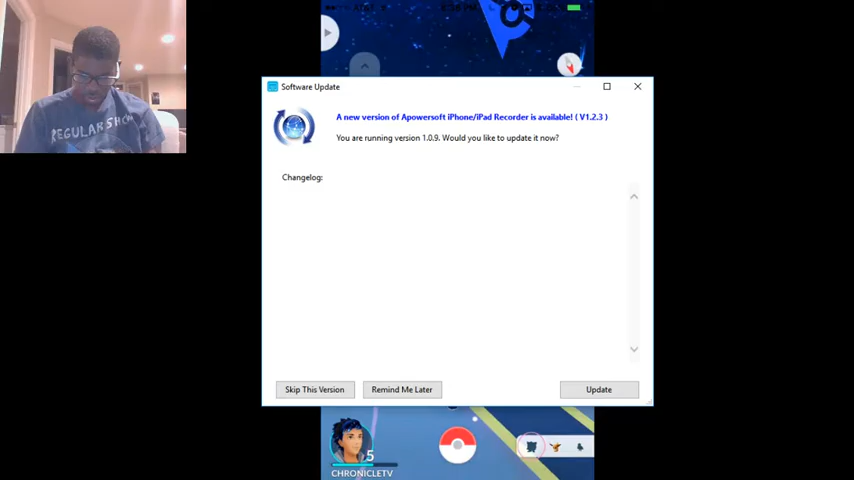 Software Update
A new version of Apowersoft iPhone/iPad Recorder is available! ( V1.2.3 )
You are running version 1.0.9. Would you like to update it now?
Changelog:
Skip This Version
Remind Me Later
Update
REGULAR SHO
5
CHRONICLETV